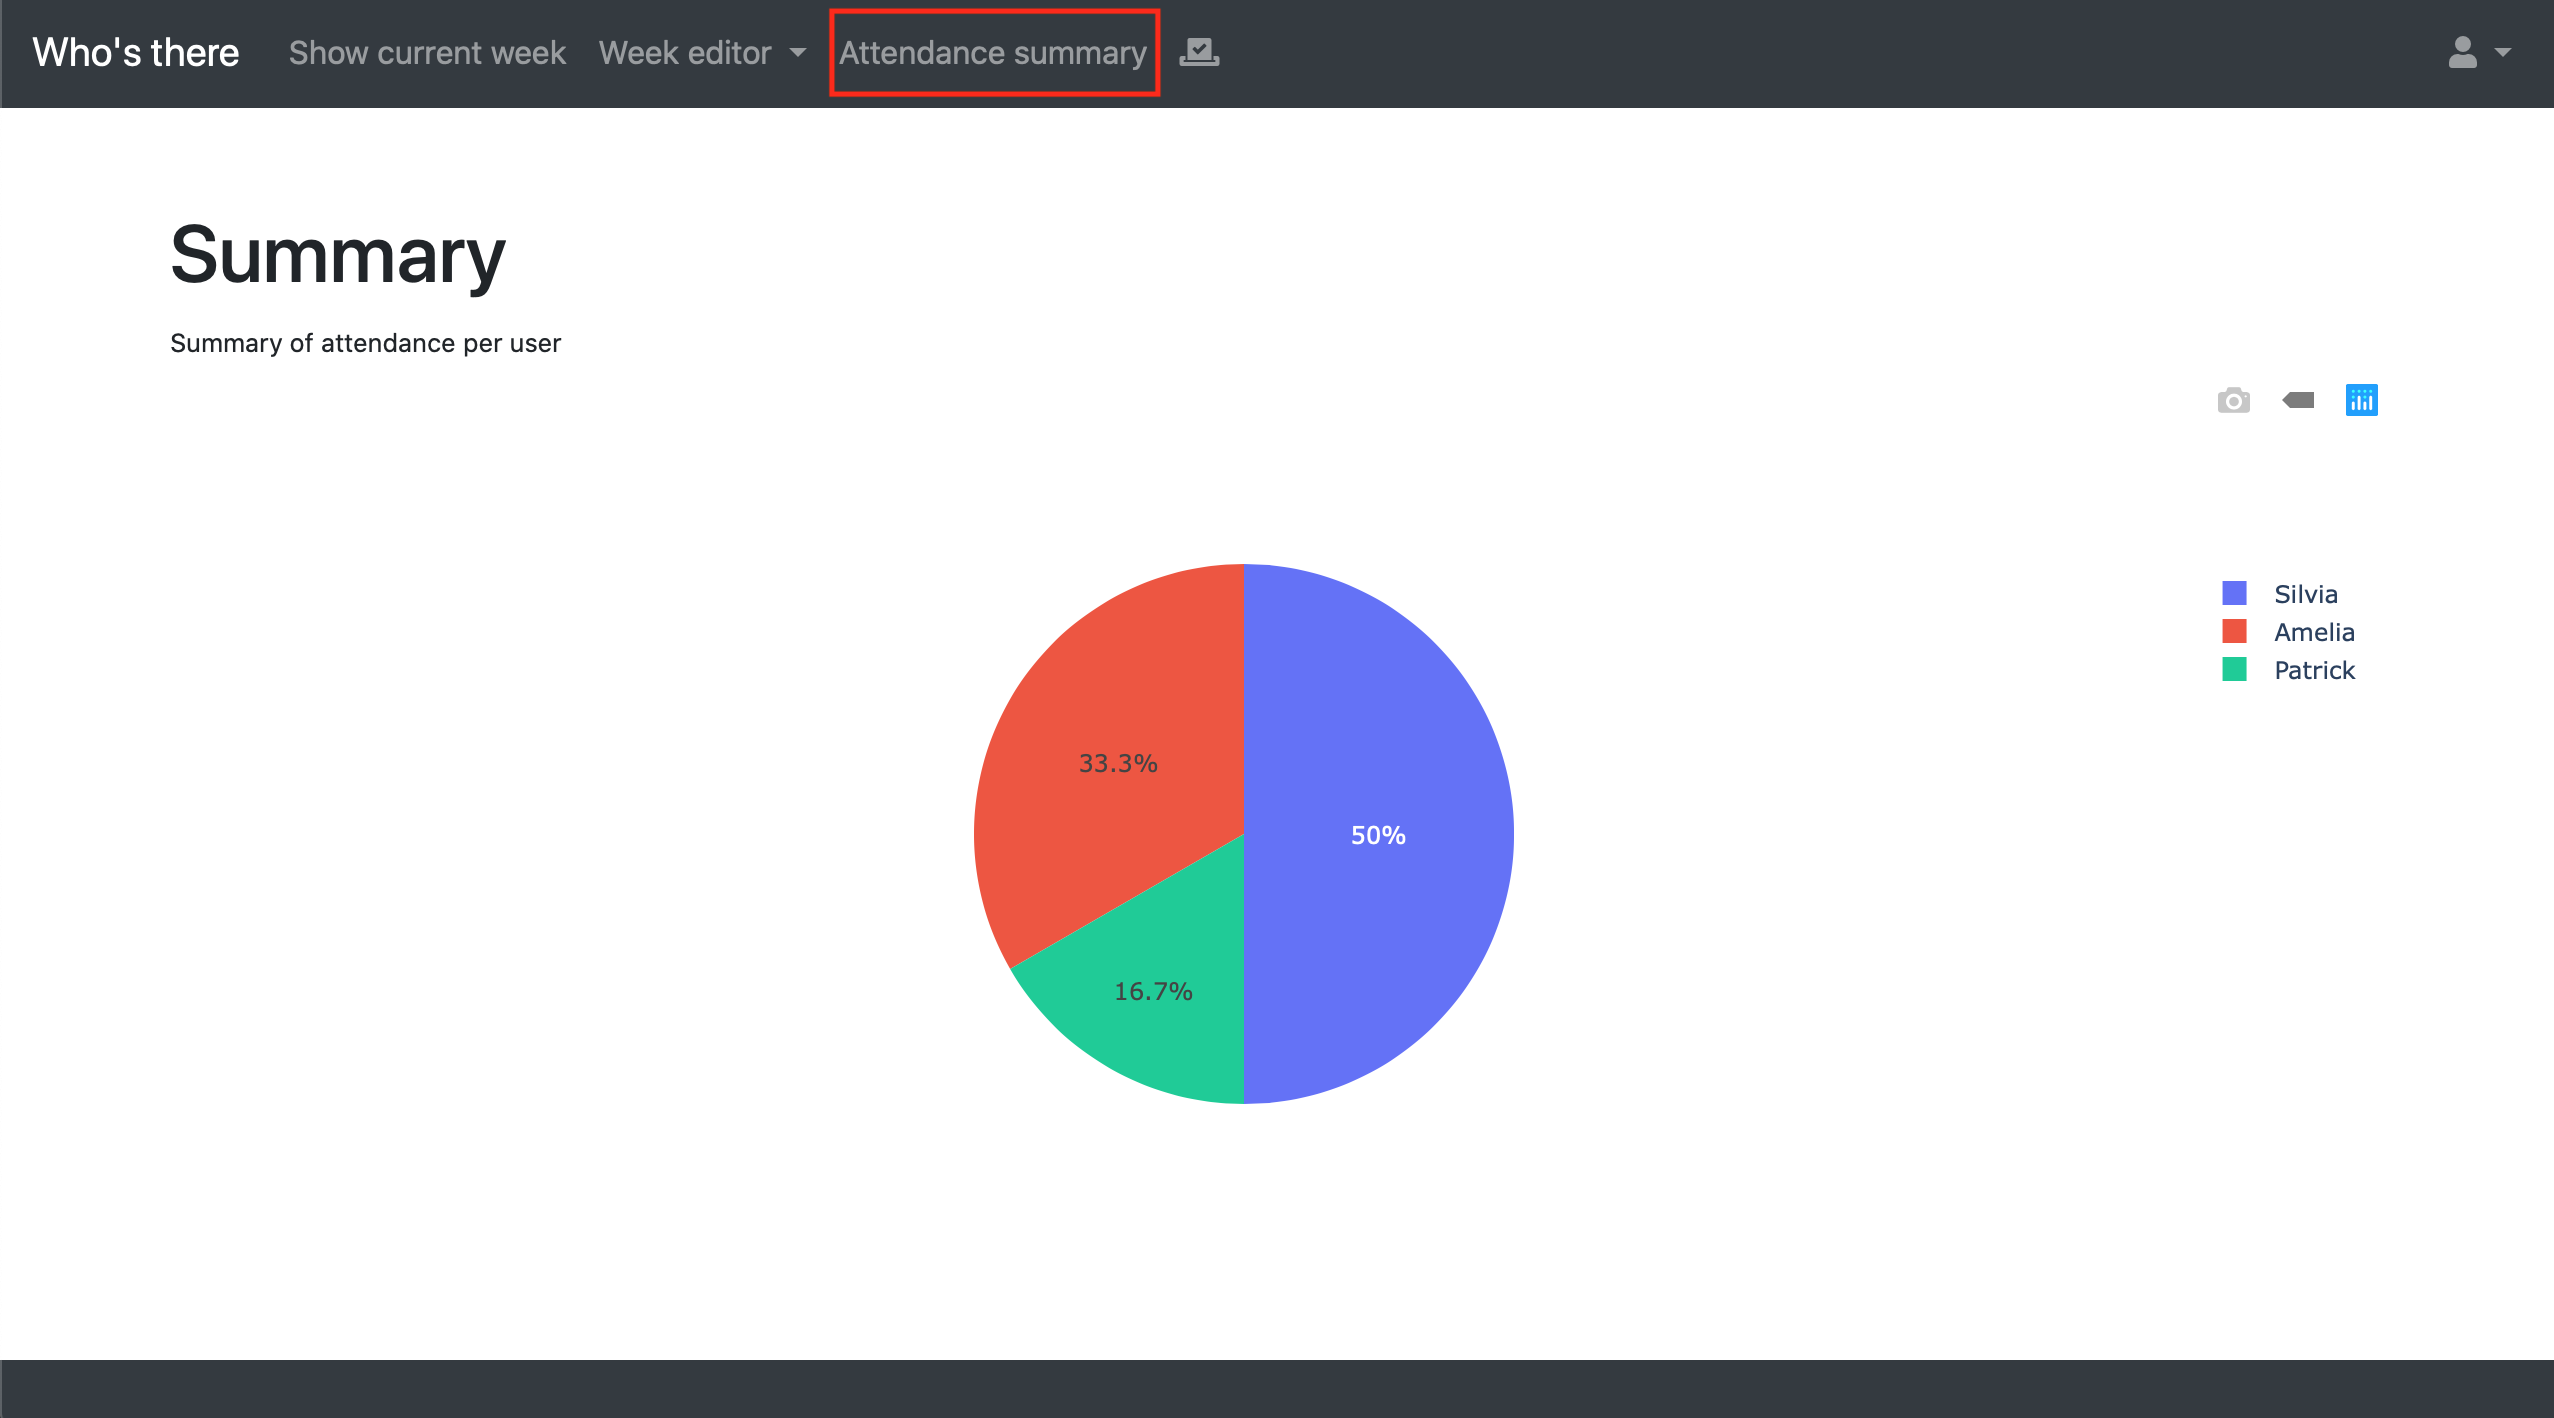 Who's there Show current week Week editor Attendance summary
Summary
Summary of attendance per user
Silvia
Amelia
Patrick
33.3%
50%
16.7%